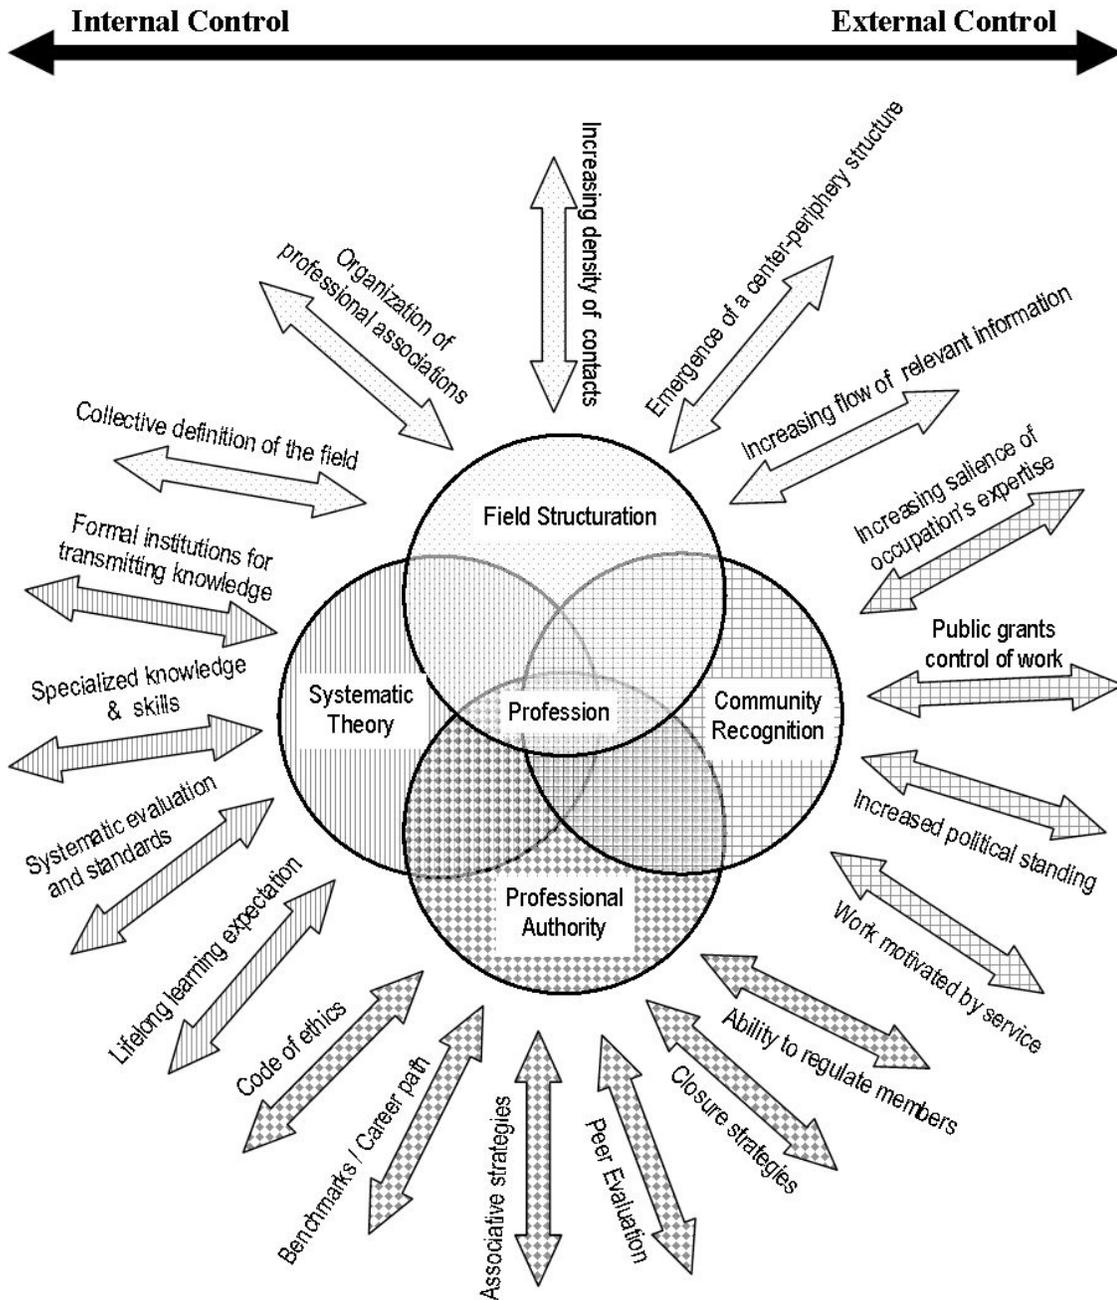 Internal Control
External Control
Increasing density of contacts
Emergence of a center-periphery structure
Organization of
professional associations
Increasing flow of relevant information
Collective definition of the field
Increasing salience of
occupation's expertise
Field Structuration
Formal institutions for
transmitting knowledge
Public grants
control of work
Specialized knowledge
& skills
Systematic
Theory
Profession
Community
Recognition
Systematic evaluation
and standards
Increased political standing
Lifelong learning expectation
Professional
Authority
Work motivated by service
Code of ethics
Ability to regulate members
Benchmarks / Career path
Closure strategies
Associative strategies
Peer Evaluation